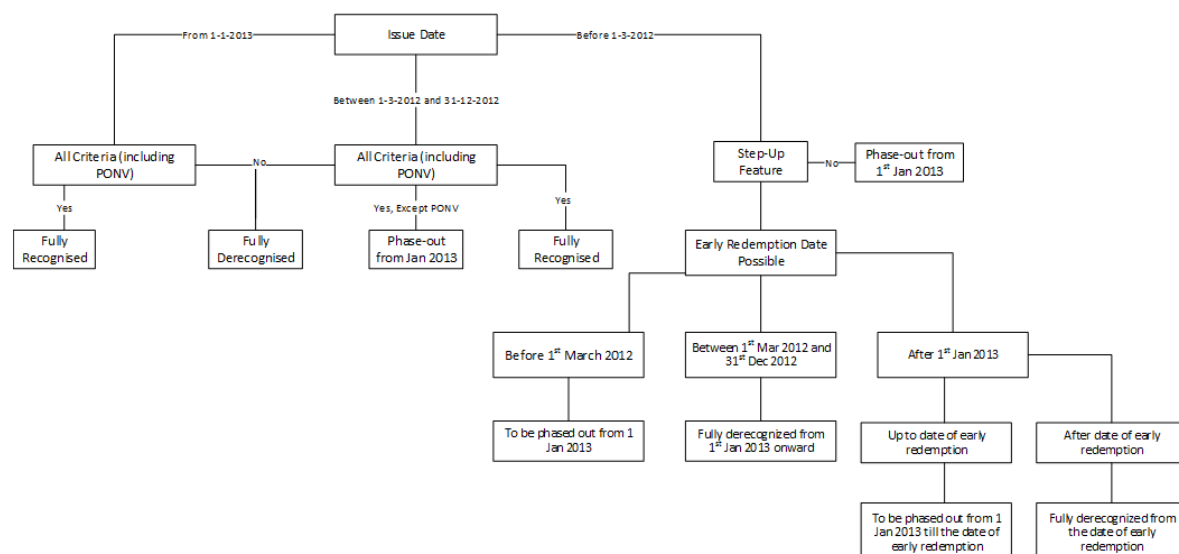 From 1-1-2013
Issue Date
Before 1-3-2012
Between 1-3-2012 and 31-12-2012
All Criteria (including
PONV)
No
All Criteria (including
PONV)
Step-Up
Feature
No
Phase-out from
1st Jan 2013
Yes
Yes, Except PONV
Yes
Fully
Recognised
Fully
Derecognised
Phase-out
from Jan 2013
Fully
Recognised
Early Redemption Date
Possible
Before 1st March 2012
Between 1st Mar 2012 and
31st Dec 2012
After 1st Jan 2013
To be phased out from 1
Jan 2013
Fully derecognized from
1st Jan 2013 onward
Up to date of early
redemption
After date of early
redemption
To be phased out from 1
Jan 2013 till the date of
early redemption
Fully derecognized from
the date of early
redemption